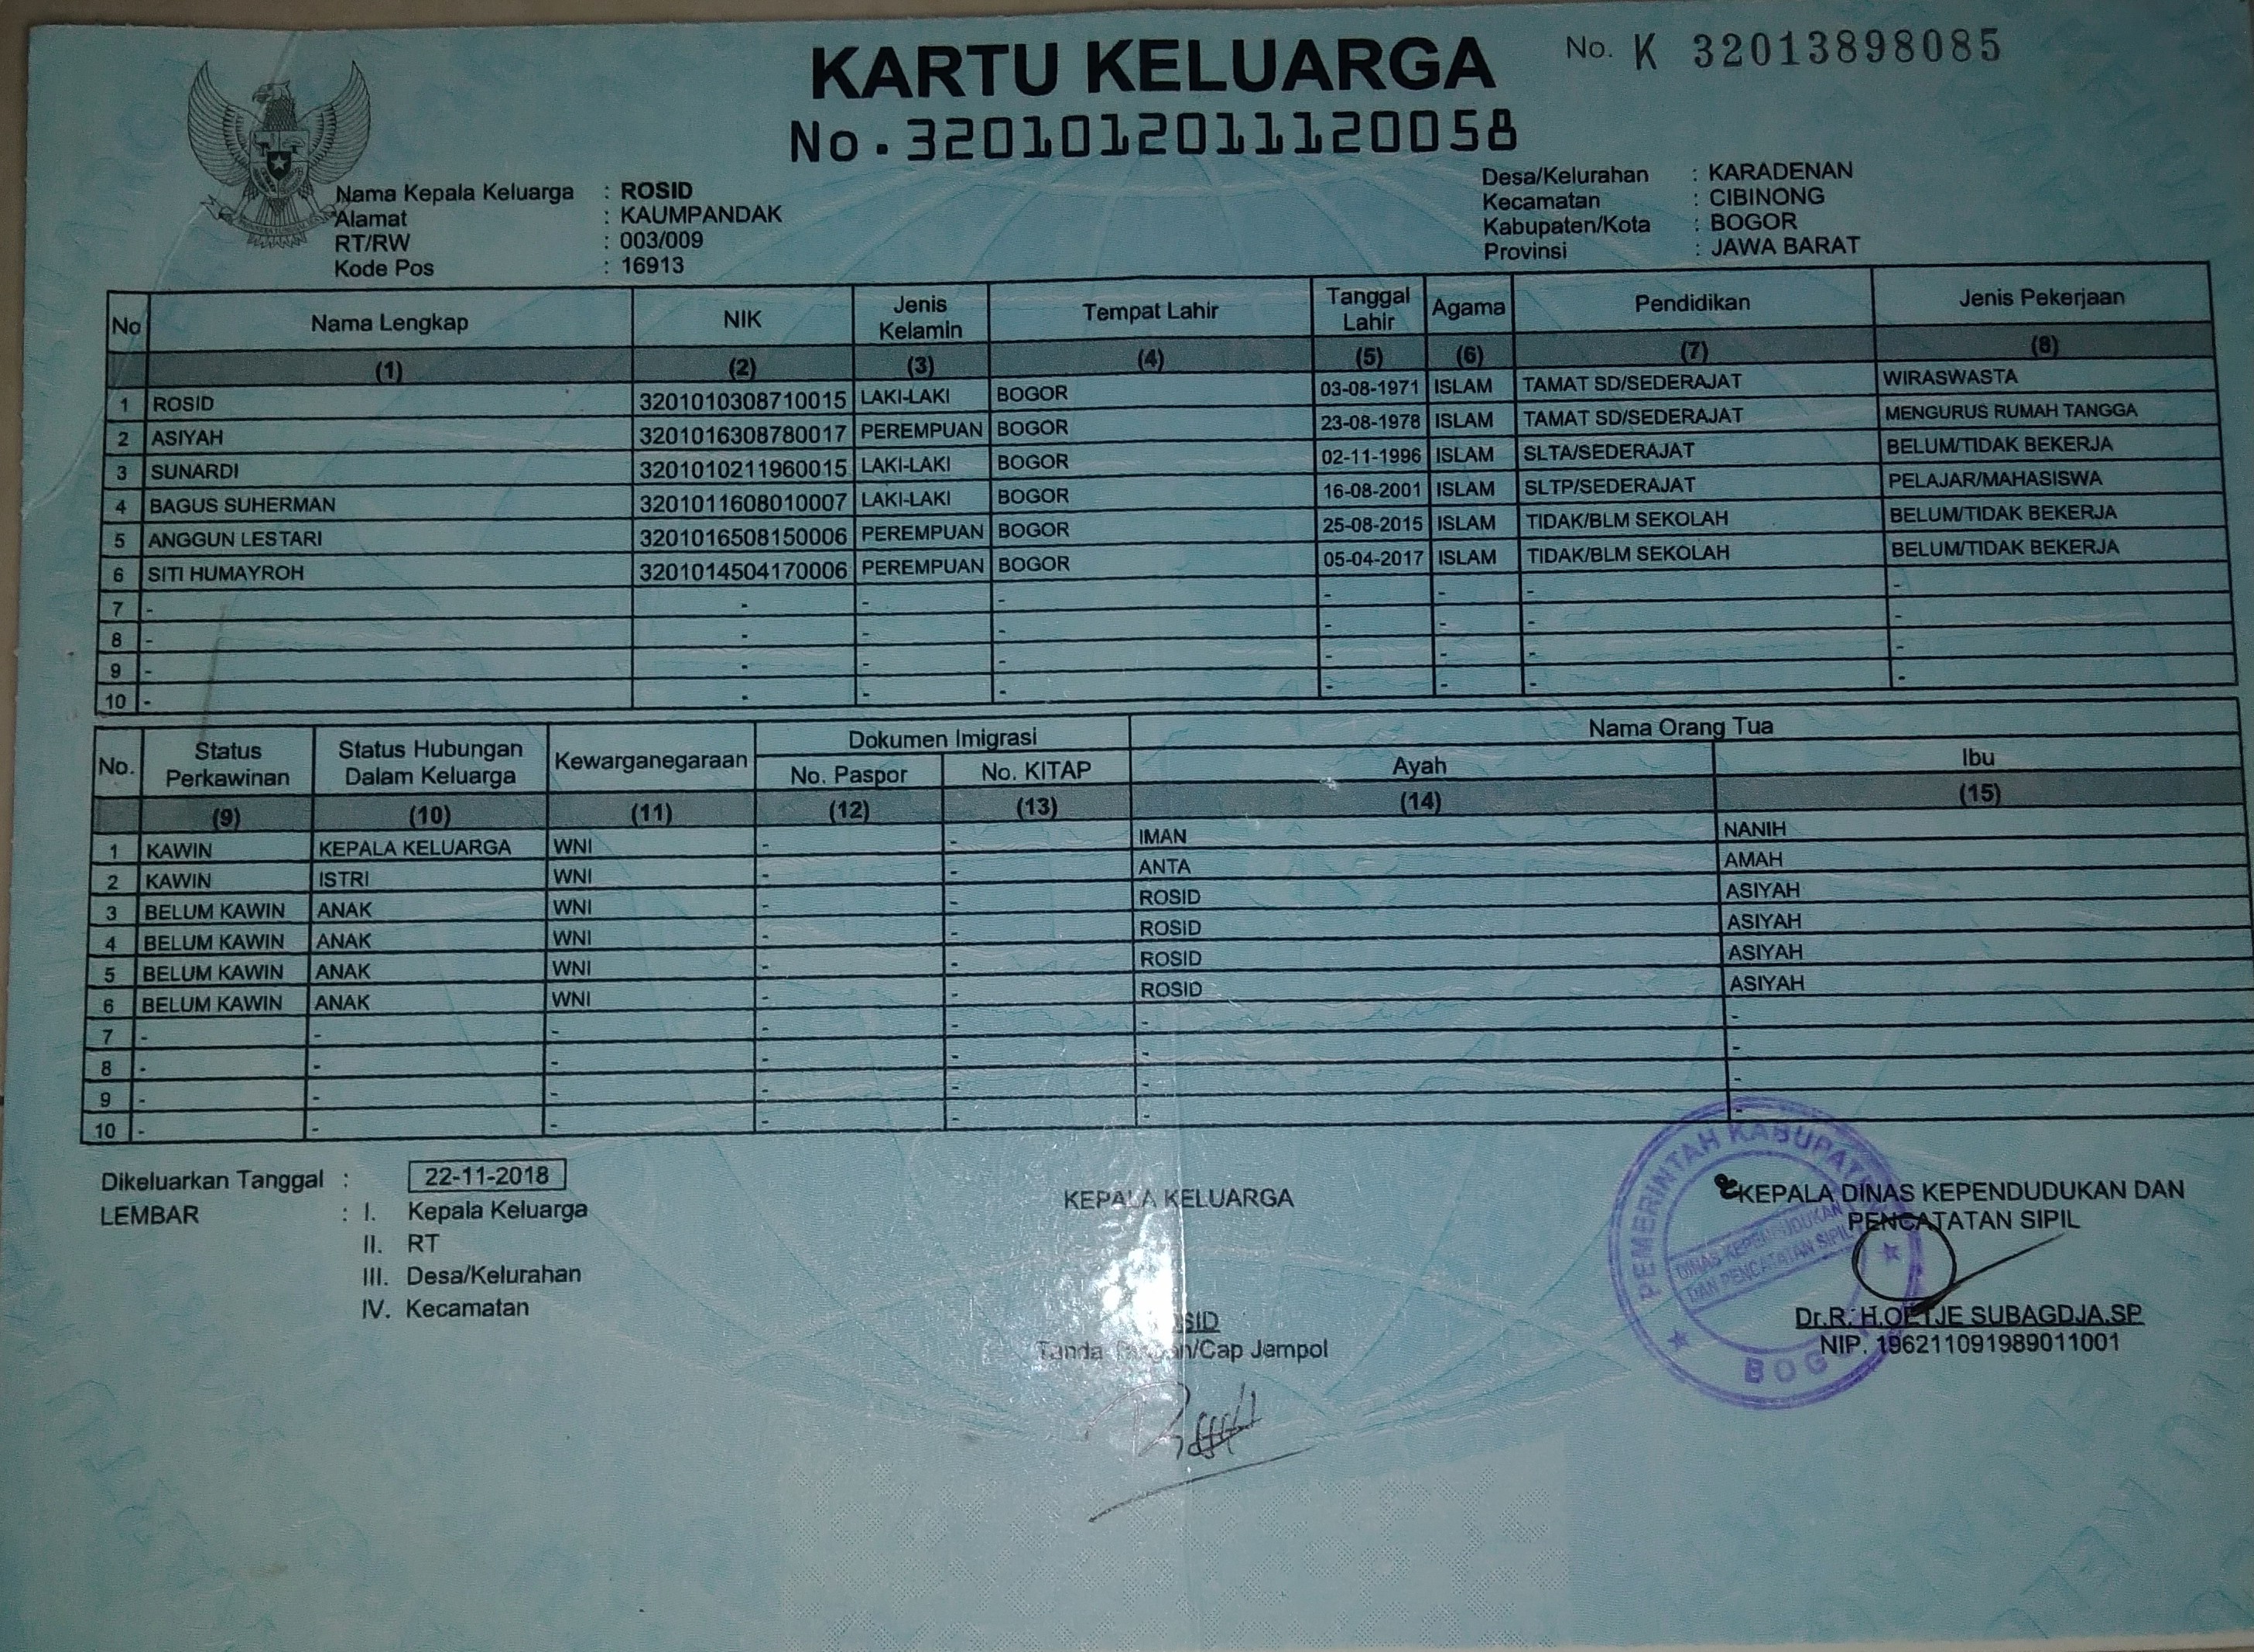 KARTU KELUARGA
No. K 32013898085
No. 3201012011120058
Nama Kepala Keluarga : ROSID
Alamat : KAUMPANDAK
RT/RW : 003/009
Kode Pos : 16913
Desa/Kelurahan : KARADENAN
Kecamatan : CIBINONG
Kabupaten/Kota : BOGOR
Provinsi : JAWA BARAT
No Nama Lengkap NIK Jenis Kelamin Tempat Lahir Tanggal Lahir Agama Pendidikan Jenis Pekerjaan
(1) (2) (3) (4) (5) (6) (7) (8)
1 ROSID 3201010308710015 LAKI-LAKI BOGOR 03-08-1971 ISLAM TAMAT SD/SEDERAJAT WIRASWASTA
2 ASIYAH 3201016308780017 PEREMPUAN BOGOR 23-08-1978 ISLAM TAMAT SD/SEDERAJAT MENGURUS RUMAH TANGGA
3 SUNARDI 3201010211960015 LAKI-LAKI BOGOR 02-11-1996 ISLAM SLTA/SEDERAJAT BELUM/TIDAK BEKERJA
4 BAGUS SUHERMAN 3201011608010007 LAKI-LAKI BOGOR 16-08-2001 ISLAM SLTP/SEDERAJAT PELAJAR/MAHASISWA
5 ANGGUN LESTARI 3201016508150006 PEREMPUAN BOGOR 25-08-2015 ISLAM TIDAK/BLM SEKOLAH BELUM/TIDAK BEKERJA
6 SITI HUMAYROH 3201014504170006 PEREMPUAN BOGOR 05-04-2017 ISLAM TIDAK/BLM SEKOLAH BELUM/TIDAK BEKERJA
7 - - - - - - - -
8 - - - - - - - -
9 - - - - - - - -
10 - - - - - - - -
No. Status Perkawinan Status Hubungan Dalam Keluarga Kewarganegaraan Dokumen Imigrasi Nama Orang Tua
No. Paspor No. KITAP Ayah Ibu
(9) (10) (11) (12) (13) (14) (15)
1 KAWIN KEPALA KELUARGA WNI - - IMAN NANIH
2 KAWIN ISTRI WNI - - ANTA AMAH
3 BELUM KAWIN ANAK WNI - - ROSID ASIYAH
4 BELUM KAWIN ANAK WNI - - ROSID ASIYAH
5 BELUM KAWIN ANAK WNI - - ROSID ASIYAH
6 BELUM KAWIN ANAK WNI - - ROSID ASIYAH
7 - - - - - - -
8 - - - - - - -
9 - - - - - - -
10 - - - - - - -
Dikeluarkan Tanggal : 22-11-2018
LEMBAR : I. Kepala Keluarga
II. RT
III. Desa/Kelurahan
IV. Kecamatan
KEPALA KELUARGA
Tanda /Cap Jempol
KEPALA DINAS KEPENDUDUKAN DAN
PENCATATAN SIPIL
Dr.R. H.OETJE SUBAGDJA.SP
NIP. 196211091989011001
PEMERINTAH KABUPATEN
DINAS KEPENDUDUKAN
DAN PENCATATAN SIPIL